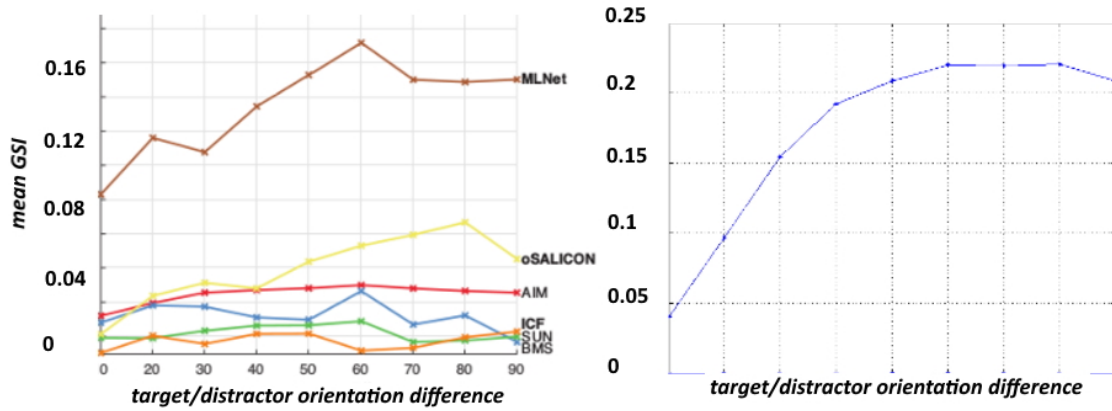 0.16
0.12
0.08
0.04
0
mean GSI
MLNet
oSALICON
AIM
ICF
SUN
BMS
0 20 30 40 50 60 70 80 90
target/distractor orientation difference
0.25
0.2
0.15
0.1
0.05
0
target/distractor orientation difference